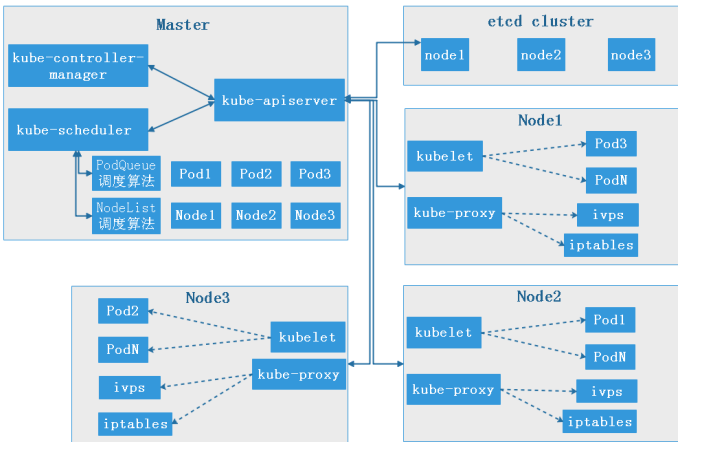 Master
kube-controller-
manager
kube-apiserver
kube-scheduler
PodQueue
调度算法
Pod1
Pod2
Pod3
NodeList
调度算法
Node1
Node2
Node3
etcd cluster
node1
node2
node3
Node1
kubelet
Pod3
PodN
kube-proxy
ivps
iptables
Node3
Pod2
PodN
kubelet
kube-proxy
ivps
iptables
Node2
kubelet
Pod1
PodN
kube-proxy
ivps
iptables